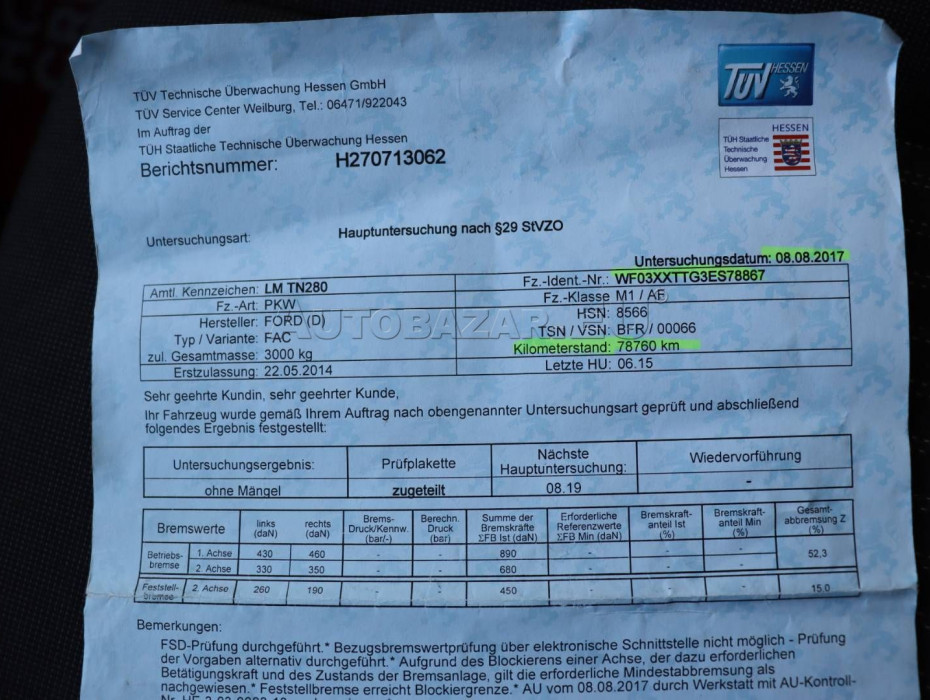 TÜV Technische Überwachung Hessen GmbH
TÜV Service Center Weilburg, Tel.: 06471/922043
Im Auftrag der
TÜH Staatliche Technische Überwachung Hessen
Berichtsnummer: H270713062
TÜV HESSEN
HESSEN
TÜH Staatliche
Technische
Überwachung
Hessen
Untersuchungsart: Hauptuntersuchung nach §29 StVZO
Untersuchungsdatum: 08.08.2017
Amtl. Kennzeichen: LM TN280 Fz.-Ident.-Nr.: WF03XXTTG3ES78867
Fz.-Art: PKW Fz.-Klasse M1 / AF
Hersteller: FORD (D) HSN: 8566
Typ / Variante: FAC TSN / VSN: BFR / 00066
zul. Gesamtmasse: 3000 kg Kilometerstand: 78760 km
Erstzulassung: 22.05.2014 Letzte HU: 06.15
AUTOBAZAR
Sehr geehrte Kundin, sehr geehrter Kunde,
Ihr Fahrzeug wurde gemäß Ihrem Auftrag nach obengenannter Untersuchungsart geprüft und abschließend
folgendes Ergebnis festgestellt:
Untersuchungsergebnis: Prüfplakette Nächste Hauptuntersuchung: Wiedervorführung
ohne Mängel zugeteilt 08.19 -
Bremswerte links (daN) rechts (daN) Brems-Druck/Kennw. (bar/-) Berechn. Druck (bar) Summe der Bremskräfte ΣFB Ist (daN) Erforderliche Referenzwerte ΣFB Min (daN) Bremskraft-anteil Ist (%) Bremskraft-anteil Min (%) Gesamt-abbremsung Z (%)
Betriebs-bremse 1. Achse 430 460 - - 890 - - - 52,3
2. Achse 330 350 - - 680 - - -
Feststell-bremse 2. Achse 260 190 - - 450 - - - 15.0
Bemerkungen:
FSD-Prüfung durchgeführt.* Bezugsbremswertprüfung über elektronische Schnittstelle nicht möglich - Prüfung
der Vorgaben alternativ durchgeführt.* Aufgrund des Blockierens einer Achse, der dazu erforderlichen
Betätigungskraft und des Zustands der Bremsanlage, gilt die erforderliche Mindestabbremsung als
nachgewiesen.* Feststellbremse erreicht Blockiergrenze.* AU vom 08.08.2017 durch Werkstatt mit AU-Kontroll-